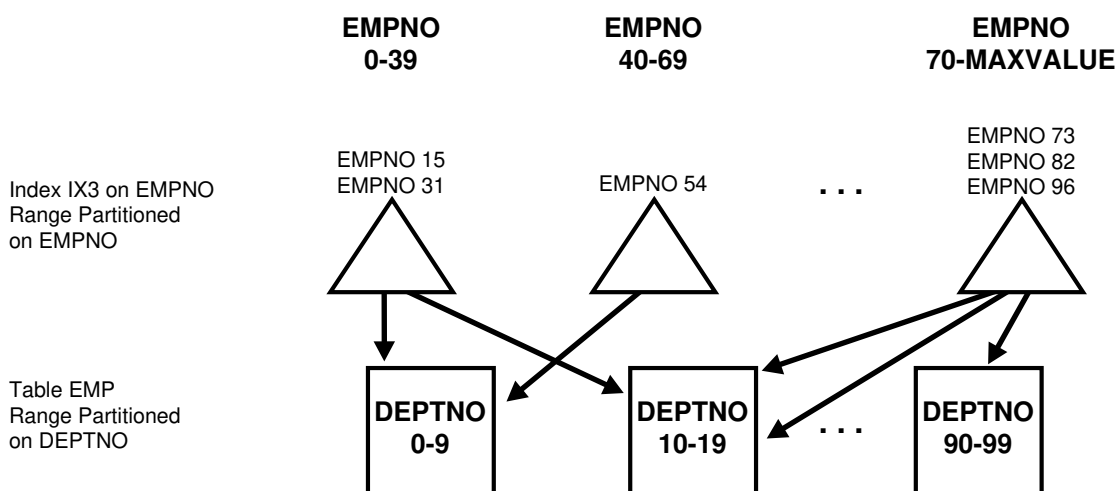 EMPNO
0-39
EMPNO
40-69
EMPNO
70-MAXVALUE
Index IX3 on EMPNO
Range Partitioned
on EMPNO
EMPNO 15
EMPNO 31
EMPNO 54
. . .
EMPNO 73
EMPNO 82
EMPNO 96
Table EMP
Range Partitioned
on DEPTNO
DEPTNO
0-9
DEPTNO
10-19
. . .
DEPTNO
90-99